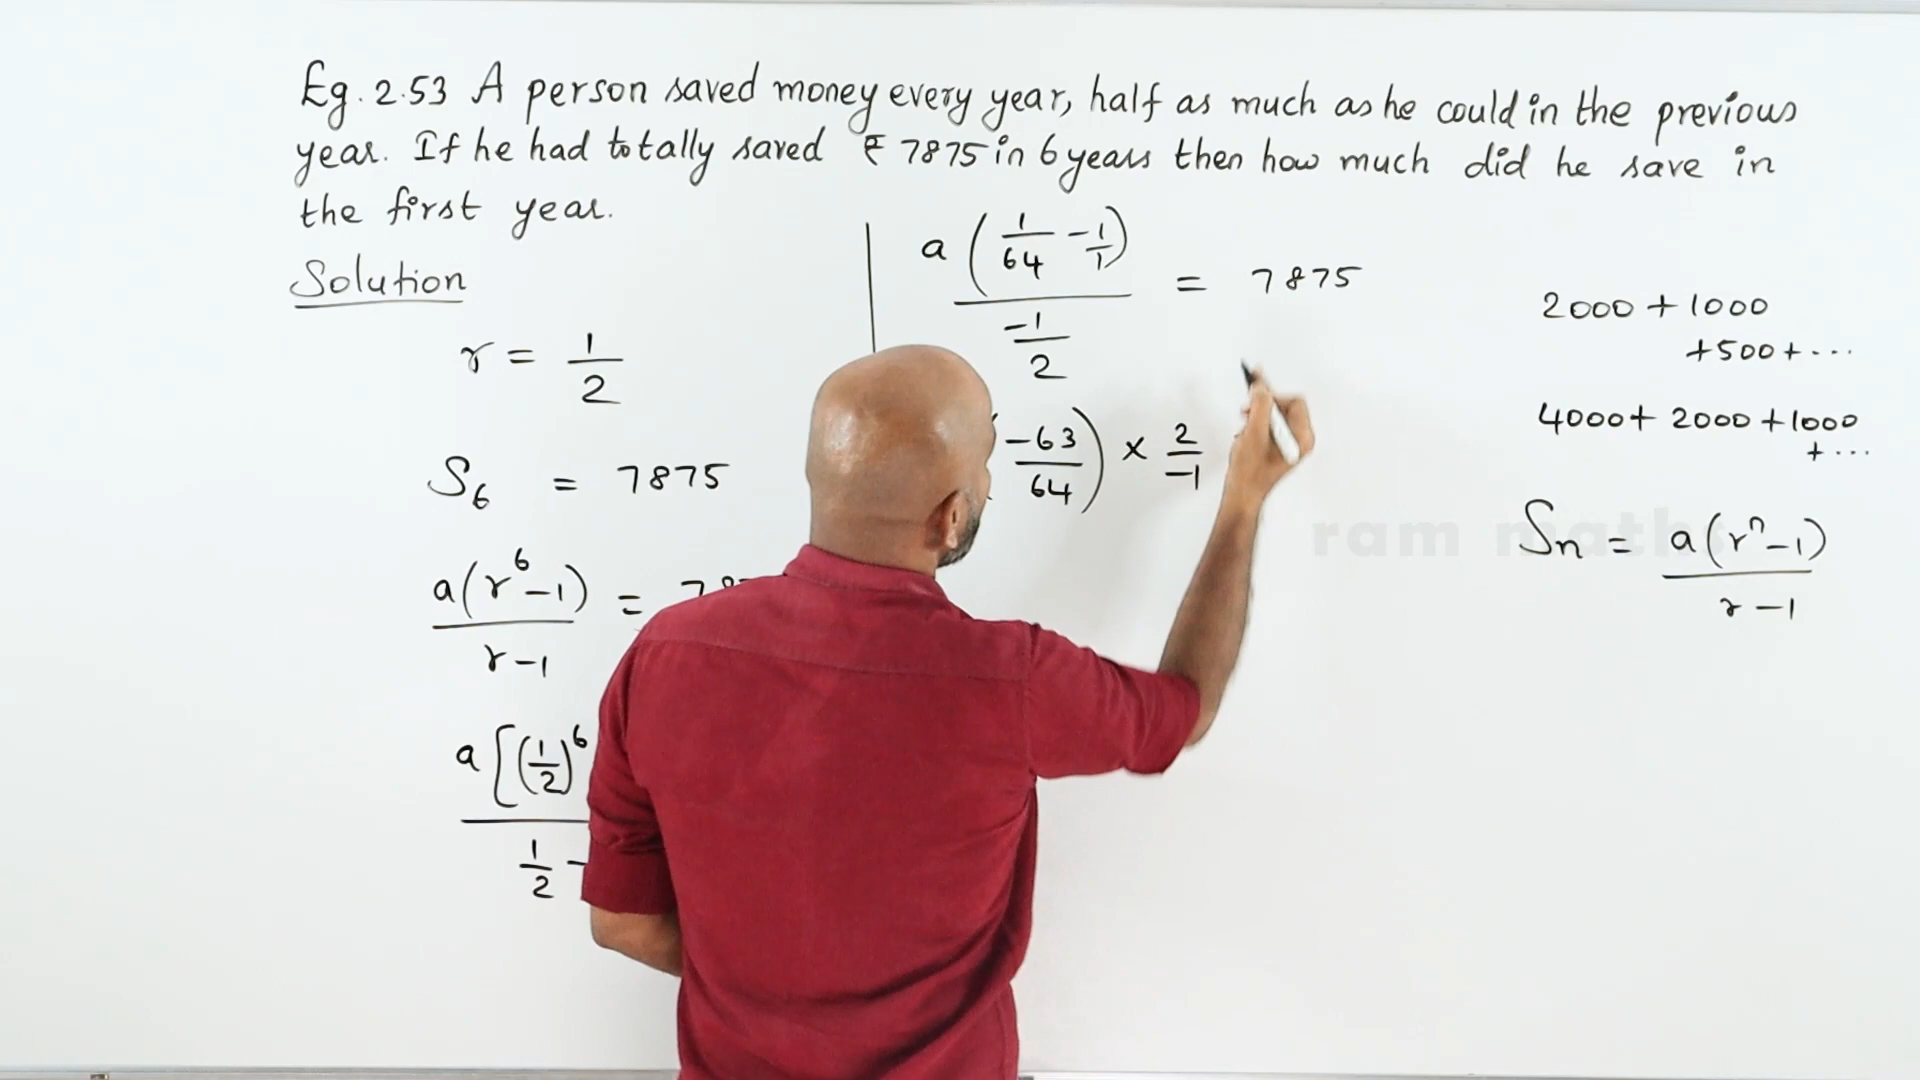 Eg. 2.53 A person saved money every year, half as much as he could in the previous
year. If he had totally saved ₹ 7875 in 6 years then how much did he save in
the first year.
Solution
r = 1/2
S6 = 7875
a(r^6 - 1) / r - 1 =
a[(1/2)^6
1/2 -
a(1/64 - 1/1) / -1/2 = 7875
(-63/64) × 2/-1
2000 + 1000
+ 500 + ...
4000 + 2000 + 1000
+ ...
Sn = a(r^n - 1) / r - 1
ram maths